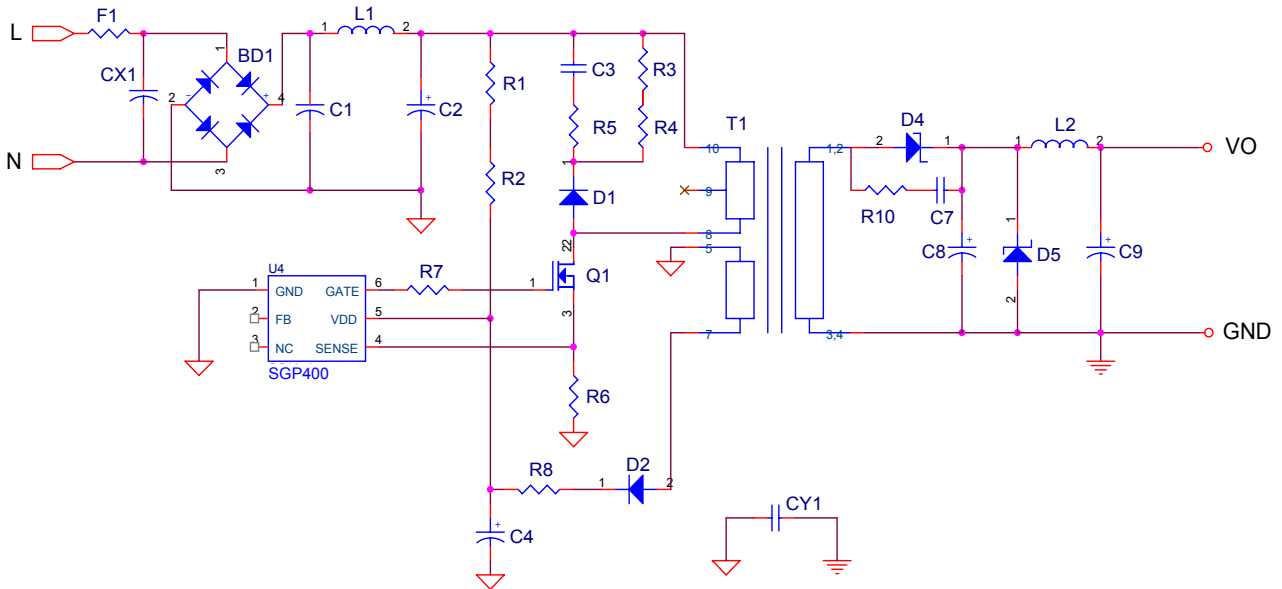 F1
L
CX1
1
BD1
2
-
+
4
3
N
1
L1
2
C1
+
C2
R1
R2
C3
R5
R3
R4
1
D1
22
Q1
1
3
U4
1
GND
GATE
6
R7
2
FB
VDD
5
3
NC
SENSE
4
SGP400
R6
R8
1
D2
2
+
C4
T1
10
9
8
5
7
1,2
3,4
2
D4
1
R10
C7
C8
+
1
D5
2
1
L2
2
+
C9
VO
GND
CY1